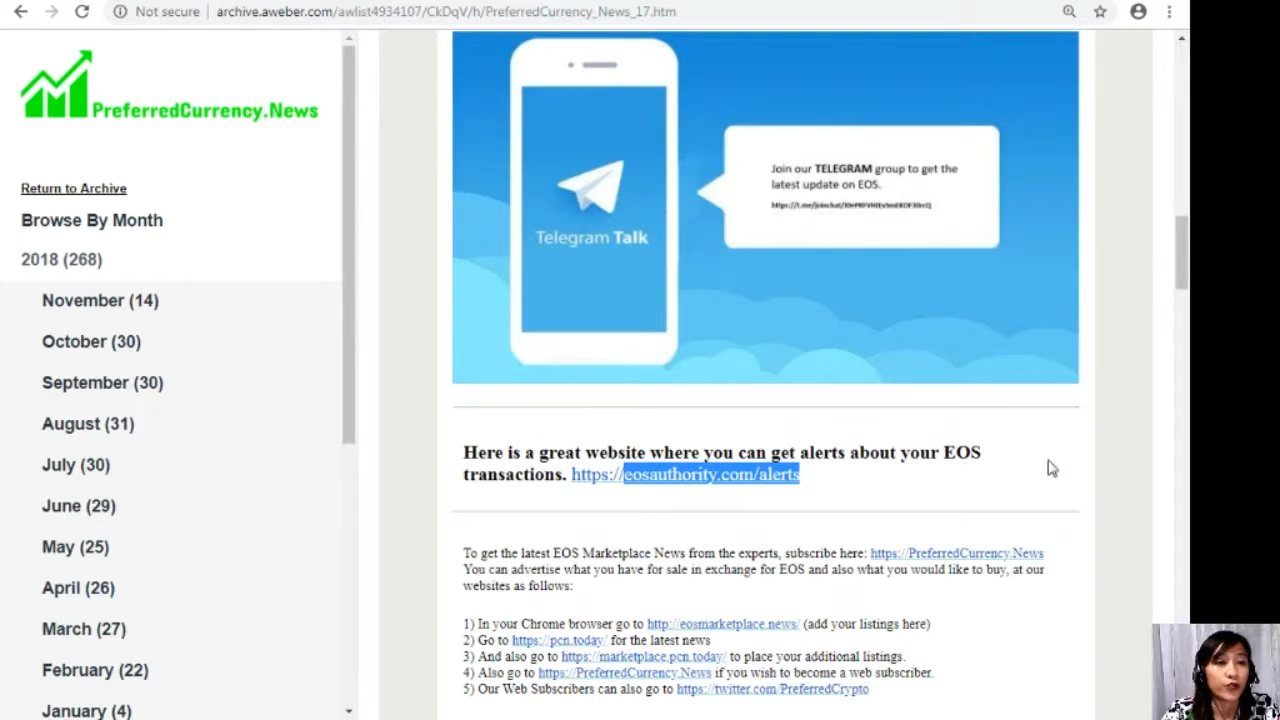 Not secure
archive.aweber.com/awlist4934107/CkDqV/h/PreferredCurrency_News_17.htm
PreferredCurrency.News
Return to Archive
Browse By Month
2018 (268)
November (14)
October (30)
September (30)
August (31)
July (30)
June (29)
May (25)
April (26)
March (27)
February (22)
January (4)
Telegram Talk
Join our TELEGRAM group to get the
latest update on EOS.
Here is a great website where you can get alerts about your EOS
transactions. https://eosauthority.com/alerts
To get the latest EOS Marketplace News from the experts, subscribe here: https://PreferredCurrency.News
You can advertise what you have for sale in exchange for EOS and also what you would like to buy, at our
websites as follows:
1) In your Chrome browser go to http://eosmarketplace.news/ (add your listings here)
2) Go to https://pcn.today/ for the latest news
3) And also go to https://marketplace.pcn.today/ to place your additional listings.
4) Also go to https://PreferredCurrency.News if you wish to become a web subscriber.
5) Our Web Subscribers can also go to https://twitter.com/PreferredCrypto